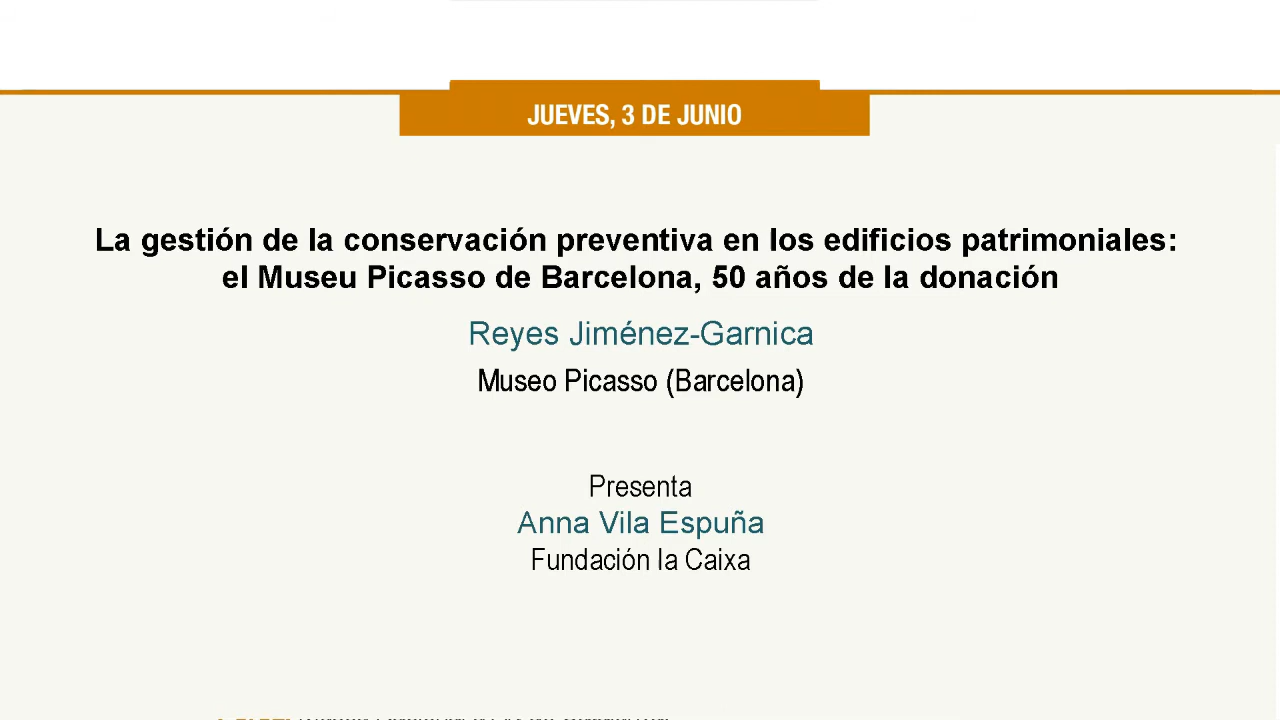 JUEVES, 3 DE JUNIO
La gestión de la conservación preventiva en los edificios patrimoniales:
el Museu Picasso de Barcelona, 50 años de la donación
Reyes Jiménez-Garnica
Museo Picasso (Barcelona)
Presenta
Anna Vila Espuña
Fundación la Caixa